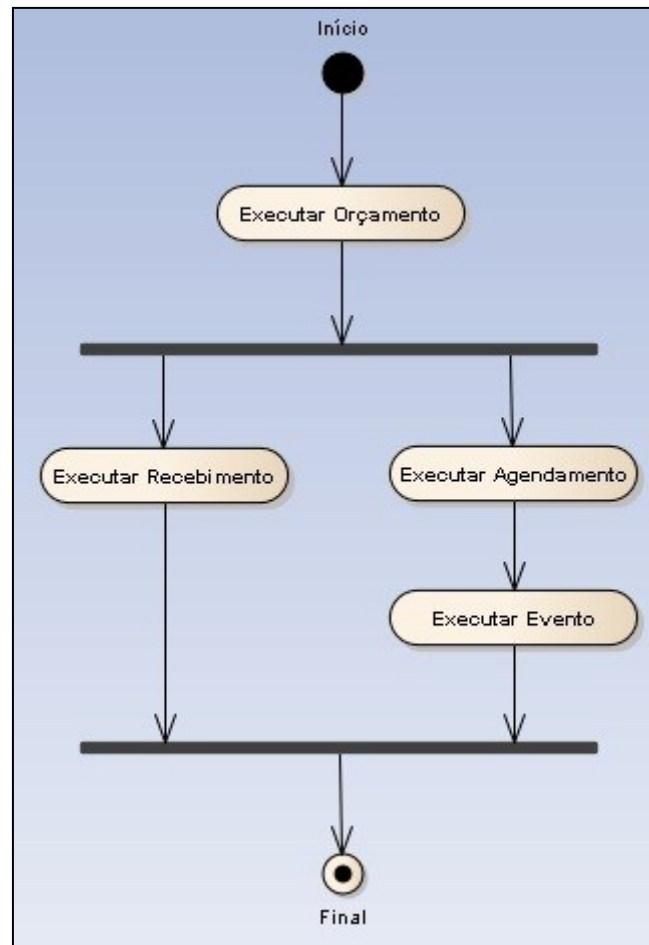 Início
Executar Orçamento
Executar Recebimento
Executar Agendamento
Executar Evento
Final